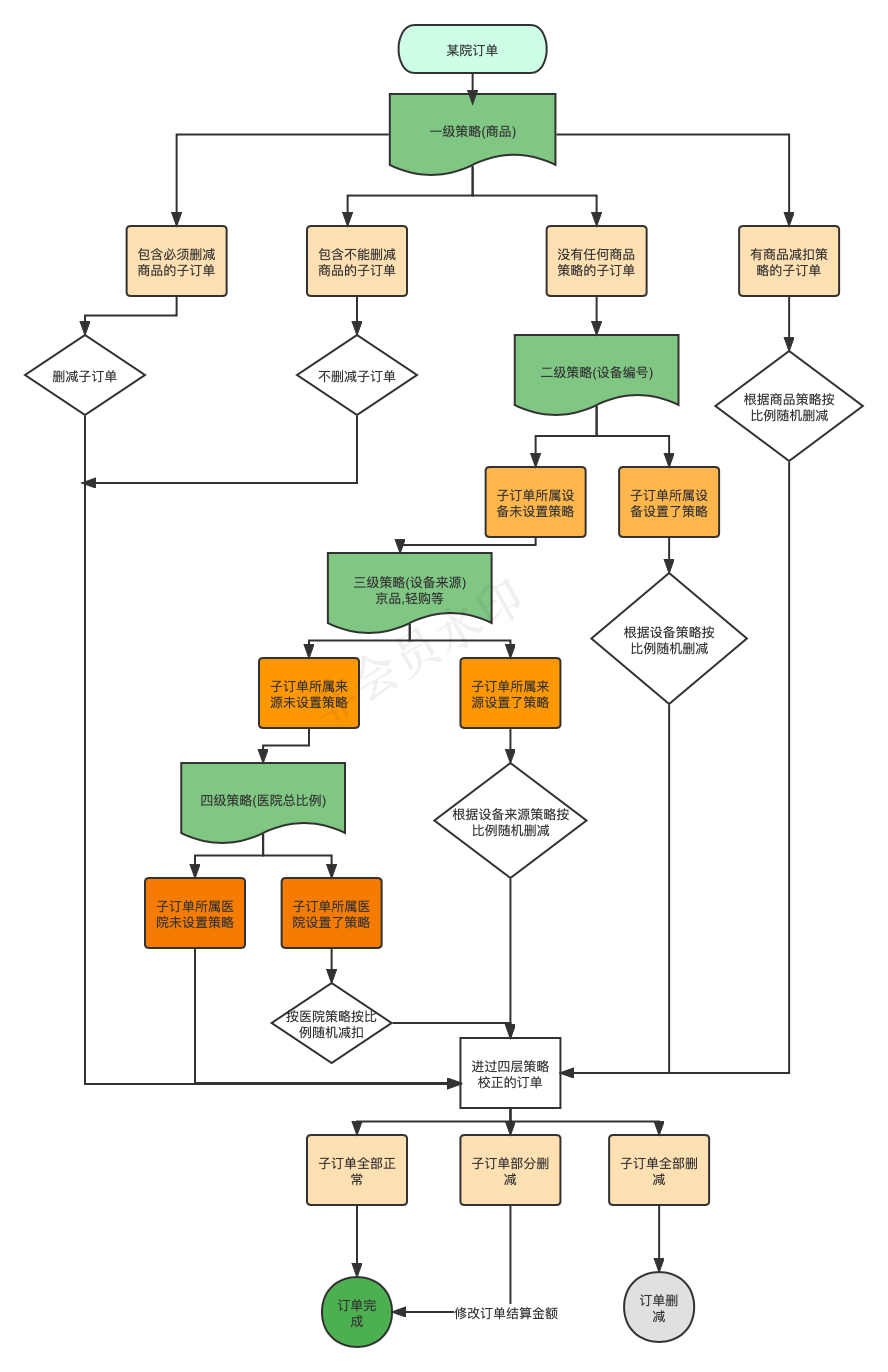 某院订单
一级策略(商品)
包含必须删减
商品的子订单
包含不能删减
商品的子订单
没有任何商品
策略的子订单
有商品减扣策
略的子订单
删减子订单
不删减子订单
二级策略(设备编号)
根据商品策略按
比例随机删减
子订单所属设
备未设置策略
子订单所属设
备设置了策略
三级策略(设备来源)
京品,轻购等
根据设备策略按
比例随机删减
子订单所属来
源未设置策略
子订单所属来
源设置了策略
四级策略(医院总比例)
根据设备来源策略按
比例随机删减
子订单所属医
院未设置策略
子订单所属医
院设置了策略
按医院策略按比
例随机减扣
进过四层策略
校正的订单
子订单全部正
常
子订单部分删
减
子订单全部删
减
订单完
成
修改订单结算金额
订单删
减
会员水印